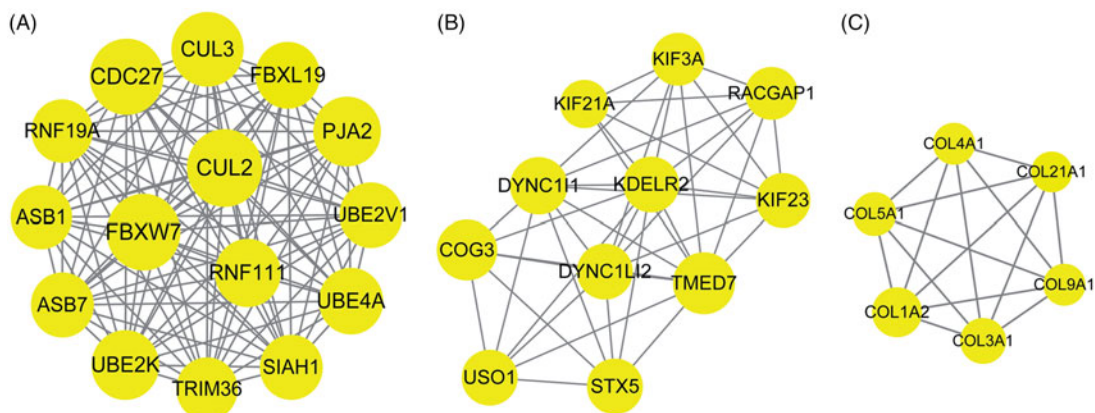 (A)
CUL3
CDC27
FBXL19
RNF19A
PJA2
CUL2
ASB1
FBXW7
UBE2V1
RNF111
ASB7
UBE4A
UBE2K
SIAH1
TRIM36
(B)
KIF3A
KIF21A
RACGAP1
DYNC1I1
KDELR2
KIF23
COG3
DYNC1LI2
TMED7
USO1
STX5
(C)
COL4A1
COL21A1
COL5A1
COL9A1
COL1A2
COL3A1